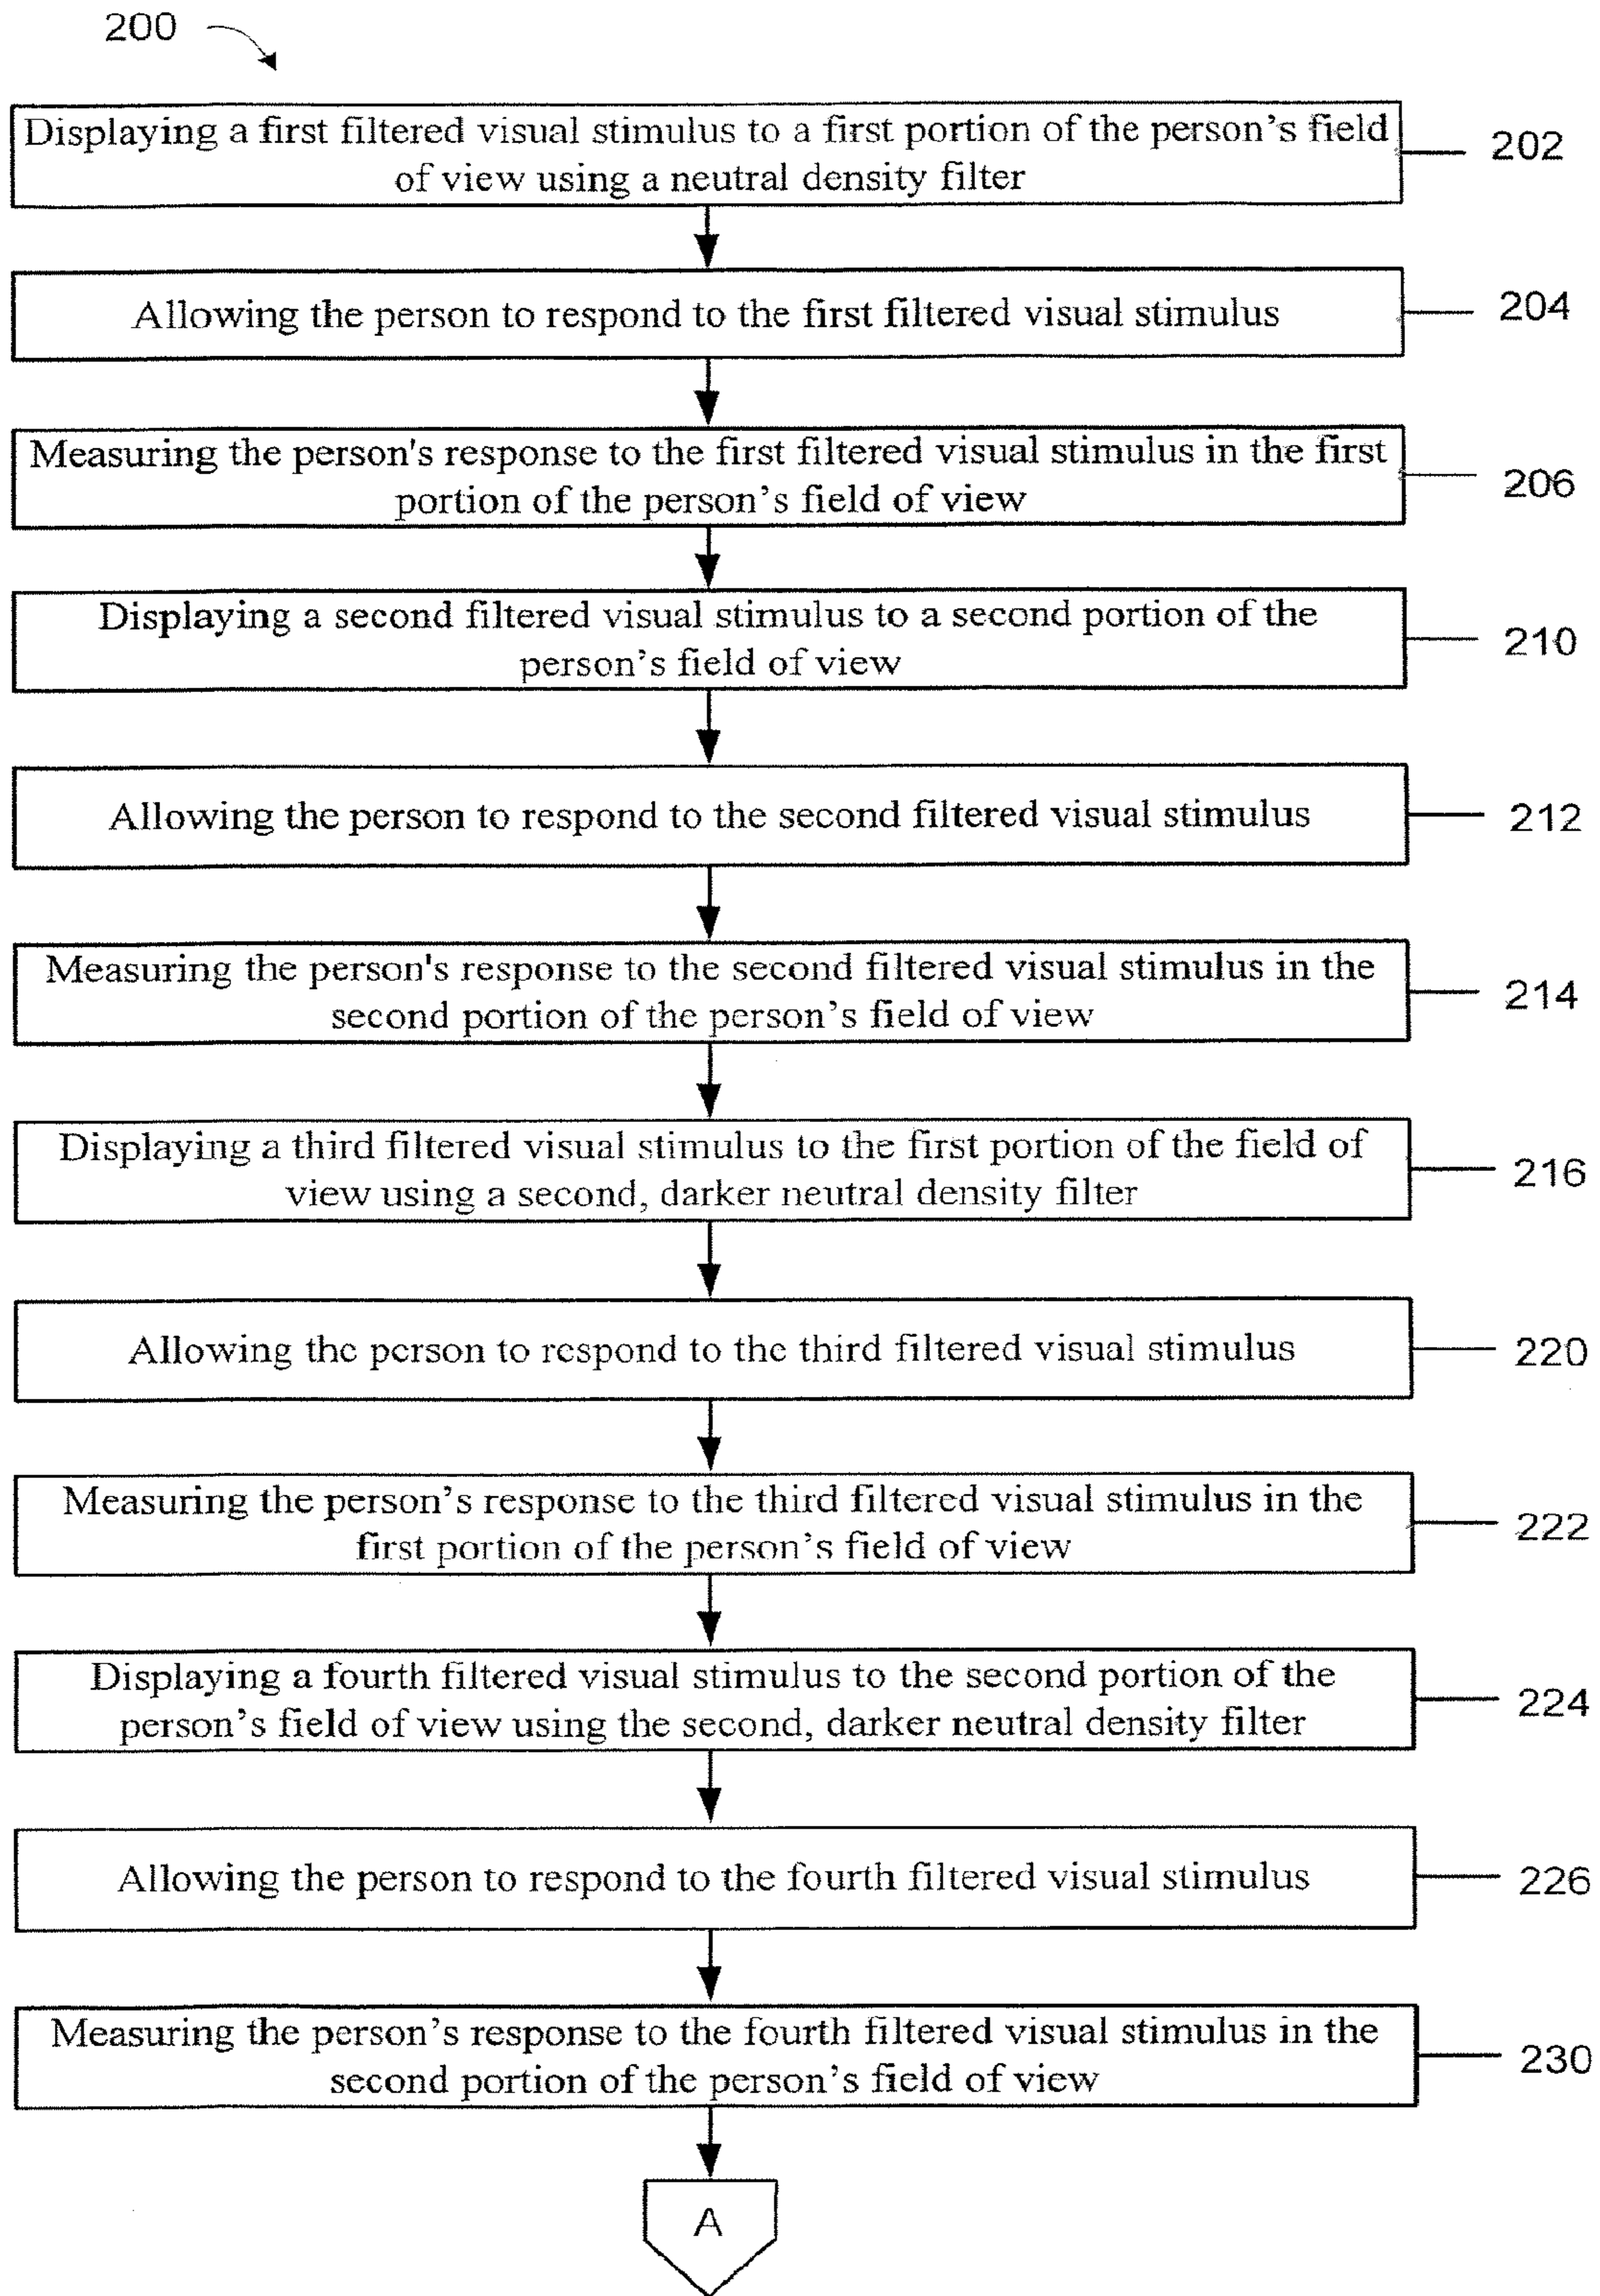 200
Displaying a first filtered visual stimulus to a first portion of the person's field
of view using a neutral density filter
202
Allowing the person to respond to the first filtered visual stimulus
204
Measuring the person's response to the first filtered visual stimulus in the first
portion of the person's field of view
206
Displaying a second filtered visual stimulus to a second portion of the
person's field of view
210
Allowing the person to respond to the second filtered visual stimulus
212
Measuring the person's response to the second filtered visual stimulus in the
second portion of the person's field of view
214
Displaying a third filtered visual stimulus to the first portion of the field of
view using a second, darker neutral density filter
216
Allowing the person to respond to the third filtered visual stimulus
220
Measuring the person's response to the third filtered visual stimulus in the
first portion of the person's field of view
222
Displaying a fourth filtered visual stimulus to the second portion of the
person's field of view using the second, darker neutral density filter
224
Allowing the person to respond to the fourth filtered visual stimulus
226
Measuring the person's response to the fourth filtered visual stimulus in the
second portion of the person's field of view
230
A